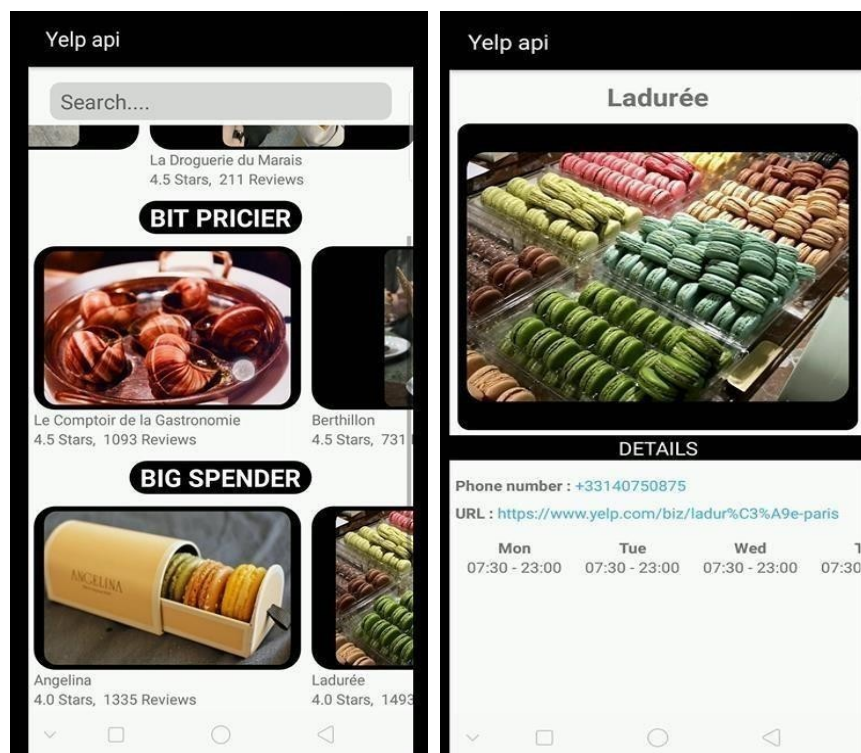 Yelp api
Search....
La Droguerie du Marais
4.5 Stars, 211 Reviews
BIT PRICIER
Le Comptoir de la Gastronomie
4.5 Stars, 1093 Reviews
Berthillon
4.5 Stars, 731
BIG SPENDER
ANGELINA
Angelina
4.0 Stars, 1335 Reviews
Ladurée
4.0 Stars, 1493
Yelp api
Ladurée
DETAILS
Phone number : +33140750875
URL : https://www.yelp.com/biz/ladur%C3%A9e-paris
Mon Tue Wed T
07:30 - 23:00 07:30 - 23:00 07:30 - 23:00 07:30